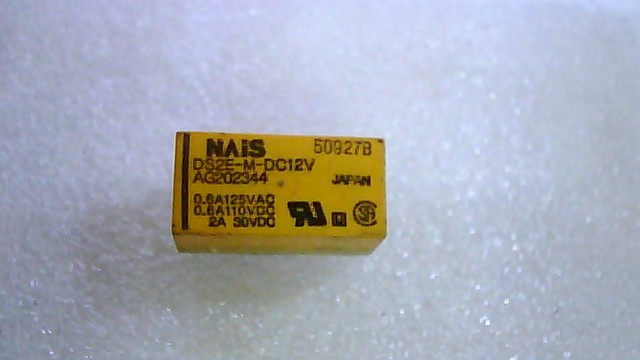 NAIS 50927B
DS2E-M-DC12V
AG202344 JAPAN
0.6A125VAC
0.6A110VDC
2A 30VDC